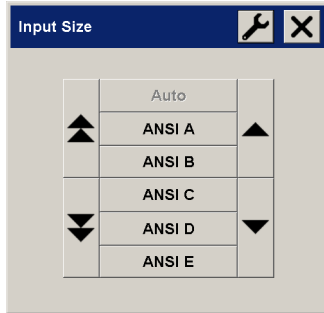 Input Size
Auto
ANSI A
ANSI B
ANSI C
ANSI D
ANSI E